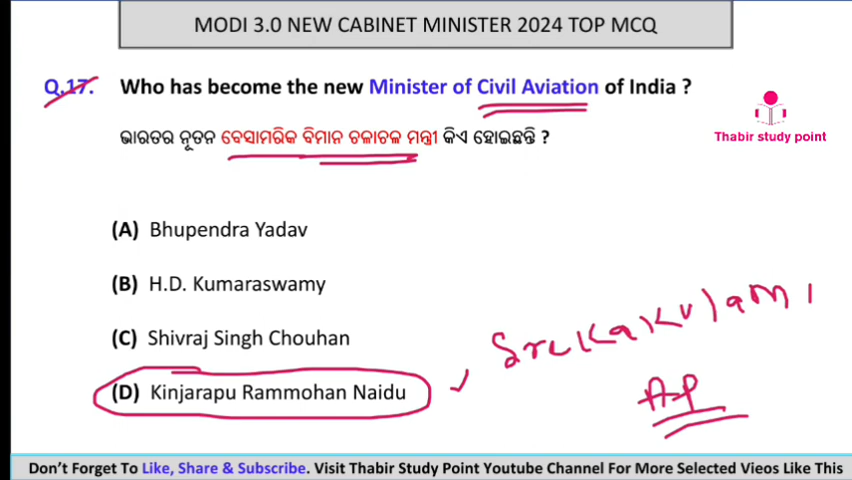 MODI 3.0 NEW CABINET MINISTER 2024 TOP MCQ
Q.17. Who has become the new Minister of Civil Aviation of India ?
ଭାରତର ନୂତନ ବେସାମରିକ ବିମାନ ଚଳାଚଳ ମନ୍ତ୍ରୀ କିଏ ହୋଇଛନ୍ତି ?
Thabir study point
(A) Bhupendra Yadav
(B) H.D. Kumaraswamy
(C) Shivraj Singh Chouhan
(D) Kinjarapu Rammohan Naidu
Srikakulam
AP
Don't Forget To Like, Share & Subscribe. Visit Thabir Study Point Youtube Channel For More Selected Vieos Like This